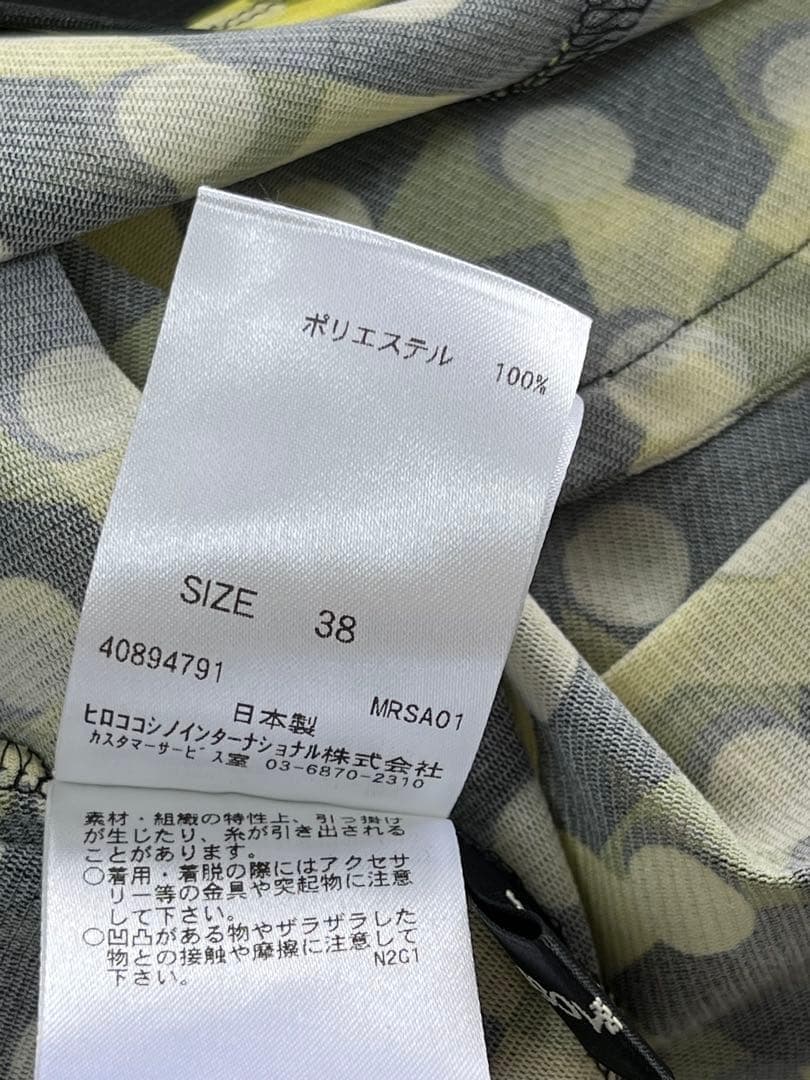 ポリエステル 100%
SIZE 38
40894791
日本製 MRSA01
ヒロココシノインターナショナル株式会社
カスタマーサービス室 03-6870-2310
素材・組織の特性上、引っ掛け
が生じたり、糸が引き出される
ことがあります。
○着用・着脱の際にはアクセサ
リー等の金具や突起物に注意
して下さい。
○凹凸がある物やザラザラした
物との接触や摩擦に注意して
下さい。 N2G1